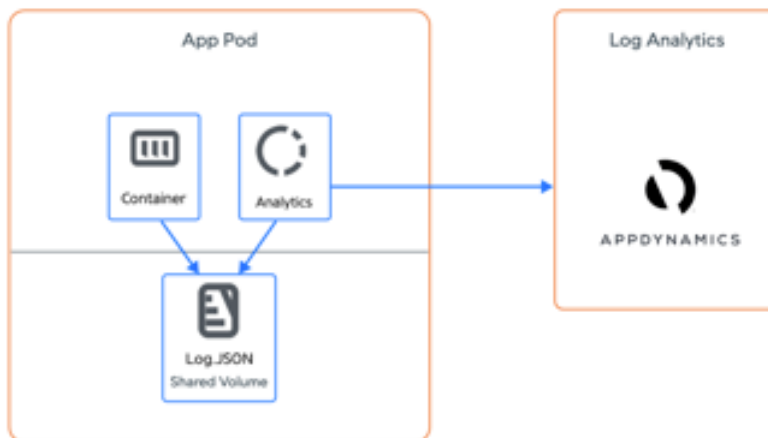 App Pod
Log Analytics
Container
Analytics
APPDYNAMICS
Log.JSON
Shared Volume